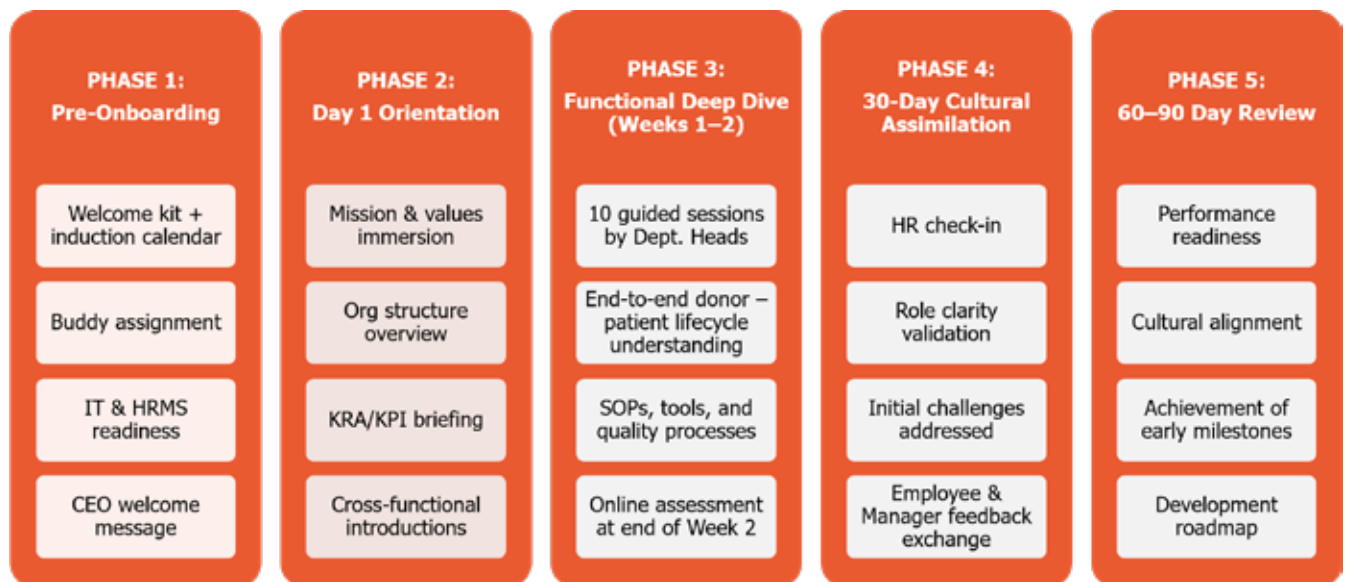 PHASE 1:
Pre-Onboarding
Welcome kit +
induction calendar
Buddy assignment
IT & HRMS
readiness
CEO welcome
message
PHASE 2:
Day 1 Orientation
Mission & values
immersion
Org structure
overview
KRA/KPI briefing
Cross-functional
introductions
PHASE 3:
Functional Deep Dive
(Weeks 1–2)
10 guided sessions
by Dept. Heads
End-to-end donor –
patient lifecycle
understanding
SOPs, tools, and
quality processes
Online assessment
at end of Week 2
PHASE 4:
30-Day Cultural
Assimilation
HR check-in
Role clarity
validation
Initial challenges
addressed
Employee &
Manager feedback
exchange
PHASE 5:
60–90 Day Review
Performance
readiness
Cultural alignment
Achievement of
early milestones
Development
roadmap